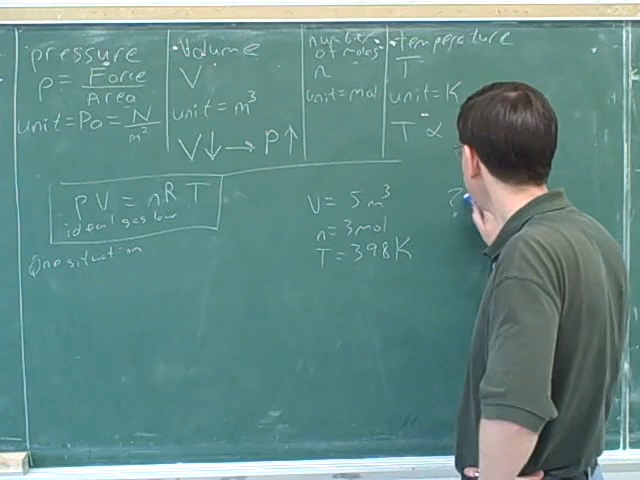 pressure
P = Force
Area
unit = Pa = N
m²
Volume
V
unit = m³
V↓ → P↑
number
of moles
n
unit = mol
temperature
T
unit = K
T ∝
PV = nRT
ideal gas law
One situation
V = 5 m³
n = 3 mol
T = 398 K
?